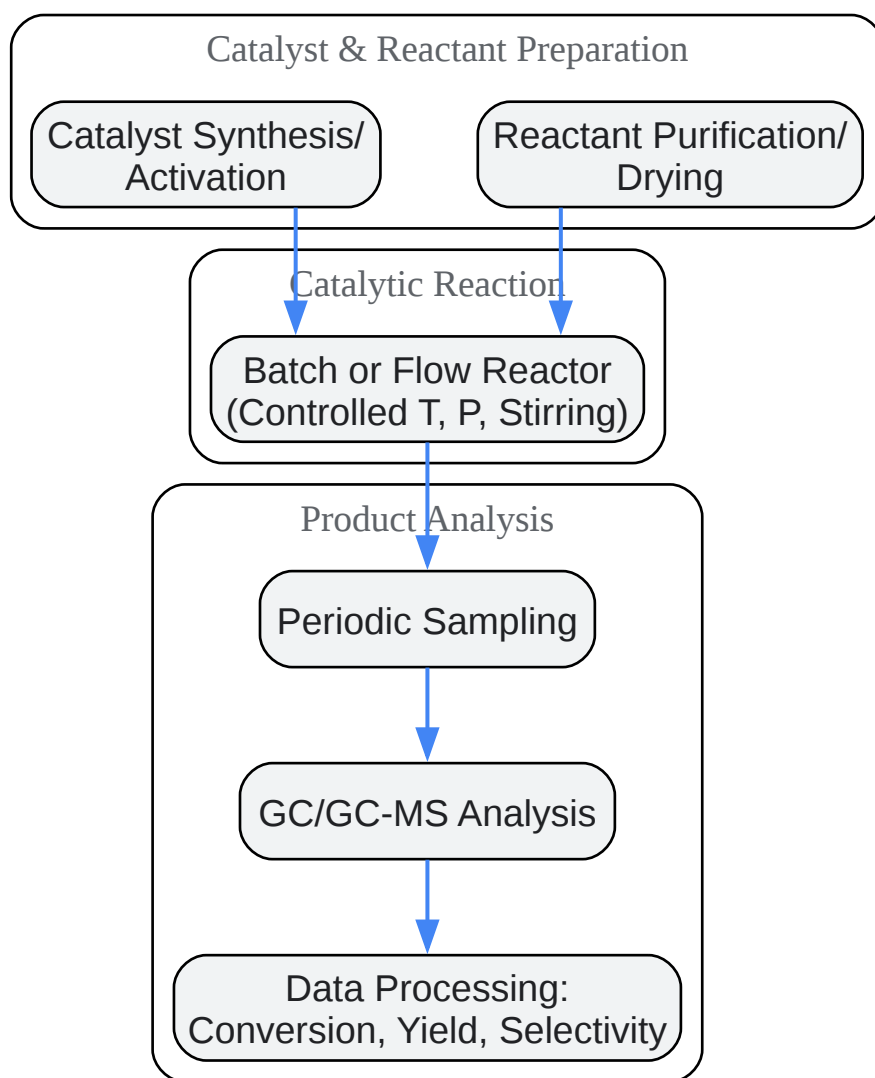 Catalyst & Reactant Preparation
Catalyst Synthesis/
Activation
Reactant Purification/
Drying
Catalytic Reaction
Batch or Flow Reactor
(Controlled T, P, Stirring)
Product Analysis
Periodic Sampling
GC/GC-MS Analysis
Data Processing:
Conversion, Yield, Selectivity